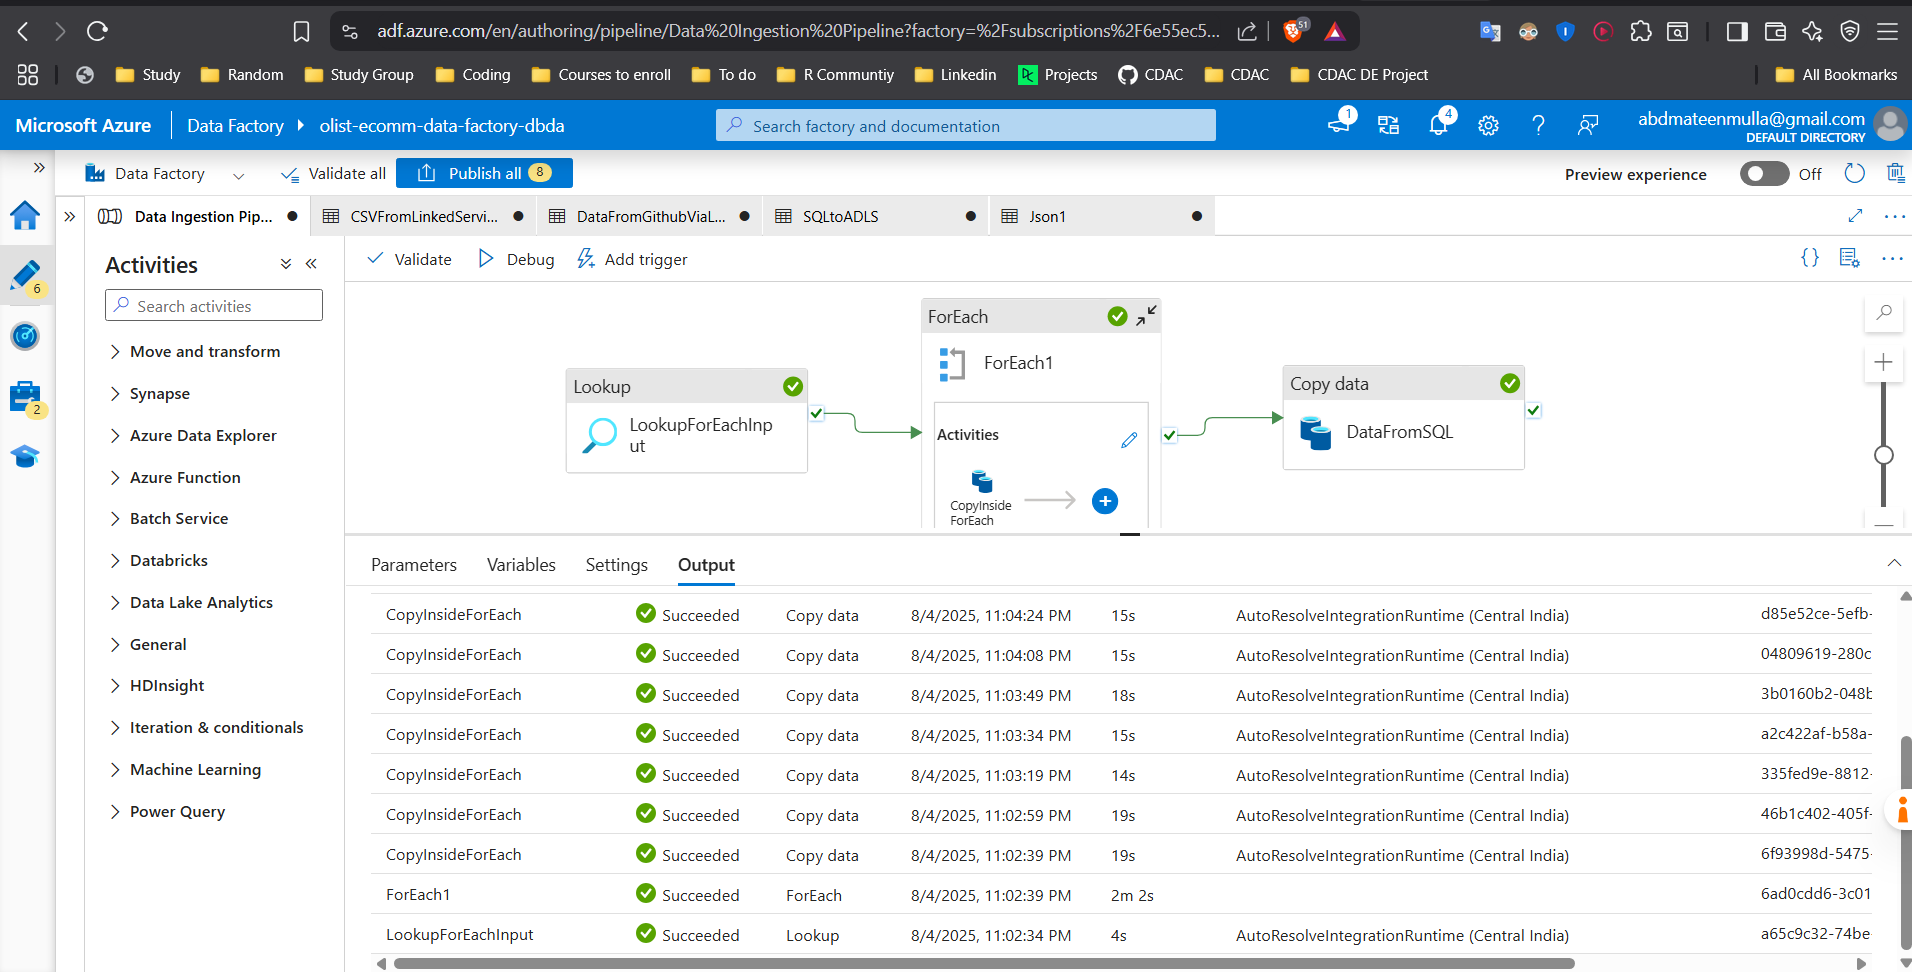 adf.azure.com/en/authoring/pipeline/Data%20Ingestion%20Pipeline?factory=%2Fsubscriptions%2F6e55ec5...
51
Study
Random
Study Group
Coding
Courses to enroll
To do
R Communtiy
Linkedin
Projects
CDAC
CDAC
CDAC DE Project
All Bookmarks
Microsoft Azure
Data Factory
olist-ecomm-data-factory-dbda
Search factory and documentation
1
4
abdmateenmulla@gmail.com
DEFAULT DIRECTORY
Data Factory
Validate all
Publish all 8
Preview experience
Off
Data Ingestion Pip...
CSVFromLinkedServi...
DataFromGithubViaL...
SQLtoADLS
Json1
6
2
Activities
Search activities
Move and transform
Synapse
Azure Data Explorer
Azure Function
Batch Service
Databricks
Data Lake Analytics
General
HDInsight
Iteration & conditionals
Machine Learning
Power Query
Validate
Debug
Add trigger
Lookup
LookupForEachInp
ut
ForEach
ForEach1
Activities
CopyInside
ForEach
Copy data
DataFromSQL
Parameters
Variables
Settings
Output
CopyInsideForEach Succeeded Copy data 8/4/2025, 11:04:24 PM 15s AutoResolveIntegrationRuntime (Central India) d85e52ce-5efb-
CopyInsideForEach Succeeded Copy data 8/4/2025, 11:04:08 PM 15s AutoResolveIntegrationRuntime (Central India) 04809619-280c
CopyInsideForEach Succeeded Copy data 8/4/2025, 11:03:49 PM 18s AutoResolveIntegrationRuntime (Central India) 3b0160b2-048b
CopyInsideForEach Succeeded Copy data 8/4/2025, 11:03:34 PM 15s AutoResolveIntegrationRuntime (Central India) a2c422af-b58a-
CopyInsideForEach Succeeded Copy data 8/4/2025, 11:03:19 PM 14s AutoResolveIntegrationRuntime (Central India) 335fed9e-8812-
CopyInsideForEach Succeeded Copy data 8/4/2025, 11:02:59 PM 19s AutoResolveIntegrationRuntime (Central India) 46b1c402-405f-
CopyInsideForEach Succeeded Copy data 8/4/2025, 11:02:39 PM 19s AutoResolveIntegrationRuntime (Central India) 6f93998d-5475-
ForEach1 Succeeded ForEach 8/4/2025, 11:02:39 PM 2m 2s 6ad0cdd6-3c01
LookupForEachInput Succeeded Lookup 8/4/2025, 11:02:34 PM 4s AutoResolveIntegrationRuntime (Central India) a65c9c32-74be